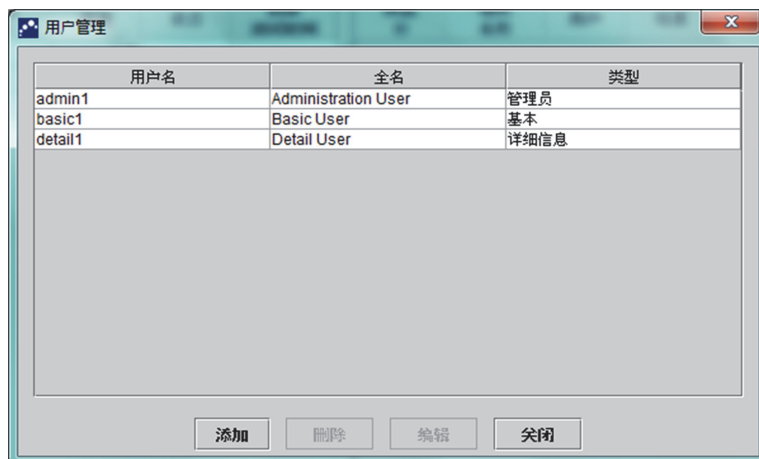 用户管理
用户名 全名 类型
admin1 Administration User 管理员
basic1 Basic User 基本
detail1 Detail User 详细信息
添加 删除 编辑 关闭